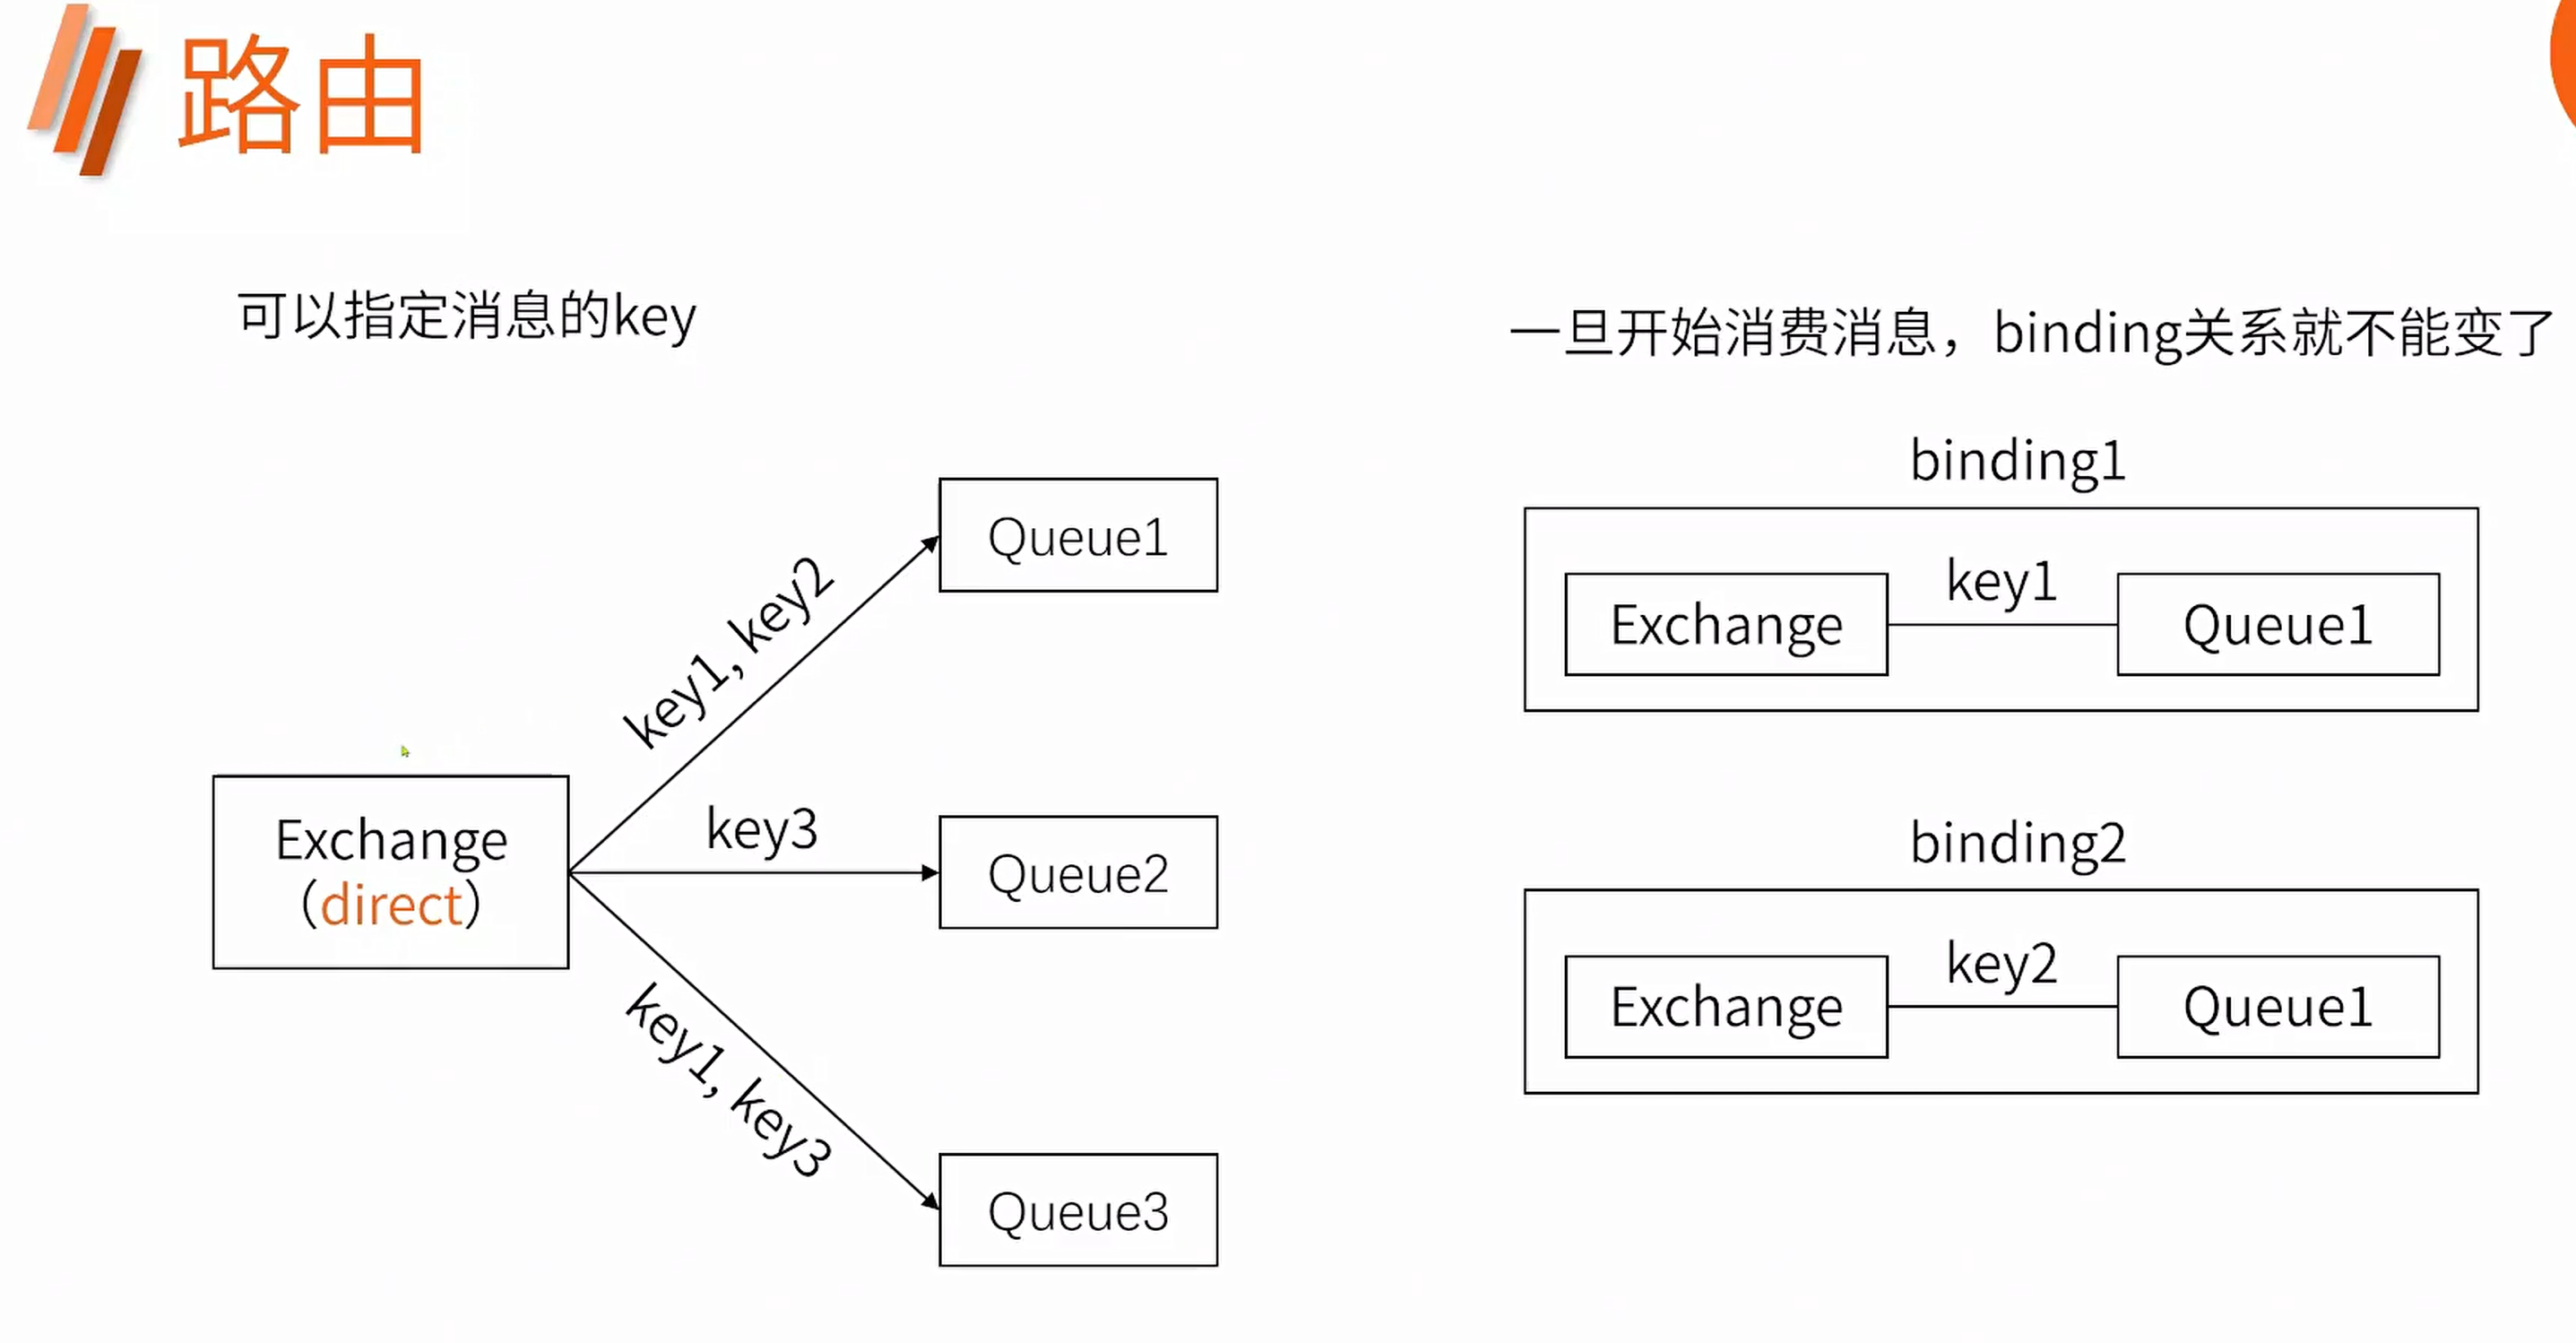 路由
可以指定消息的key
key1, key2
Queue1
Exchange
（direct）
key3
Queue2
key1, key3
Queue3
一旦开始消费消息，binding关系就不能变了
binding1
Exchange
key1
Queue1
binding2
Exchange
key2
Queue1